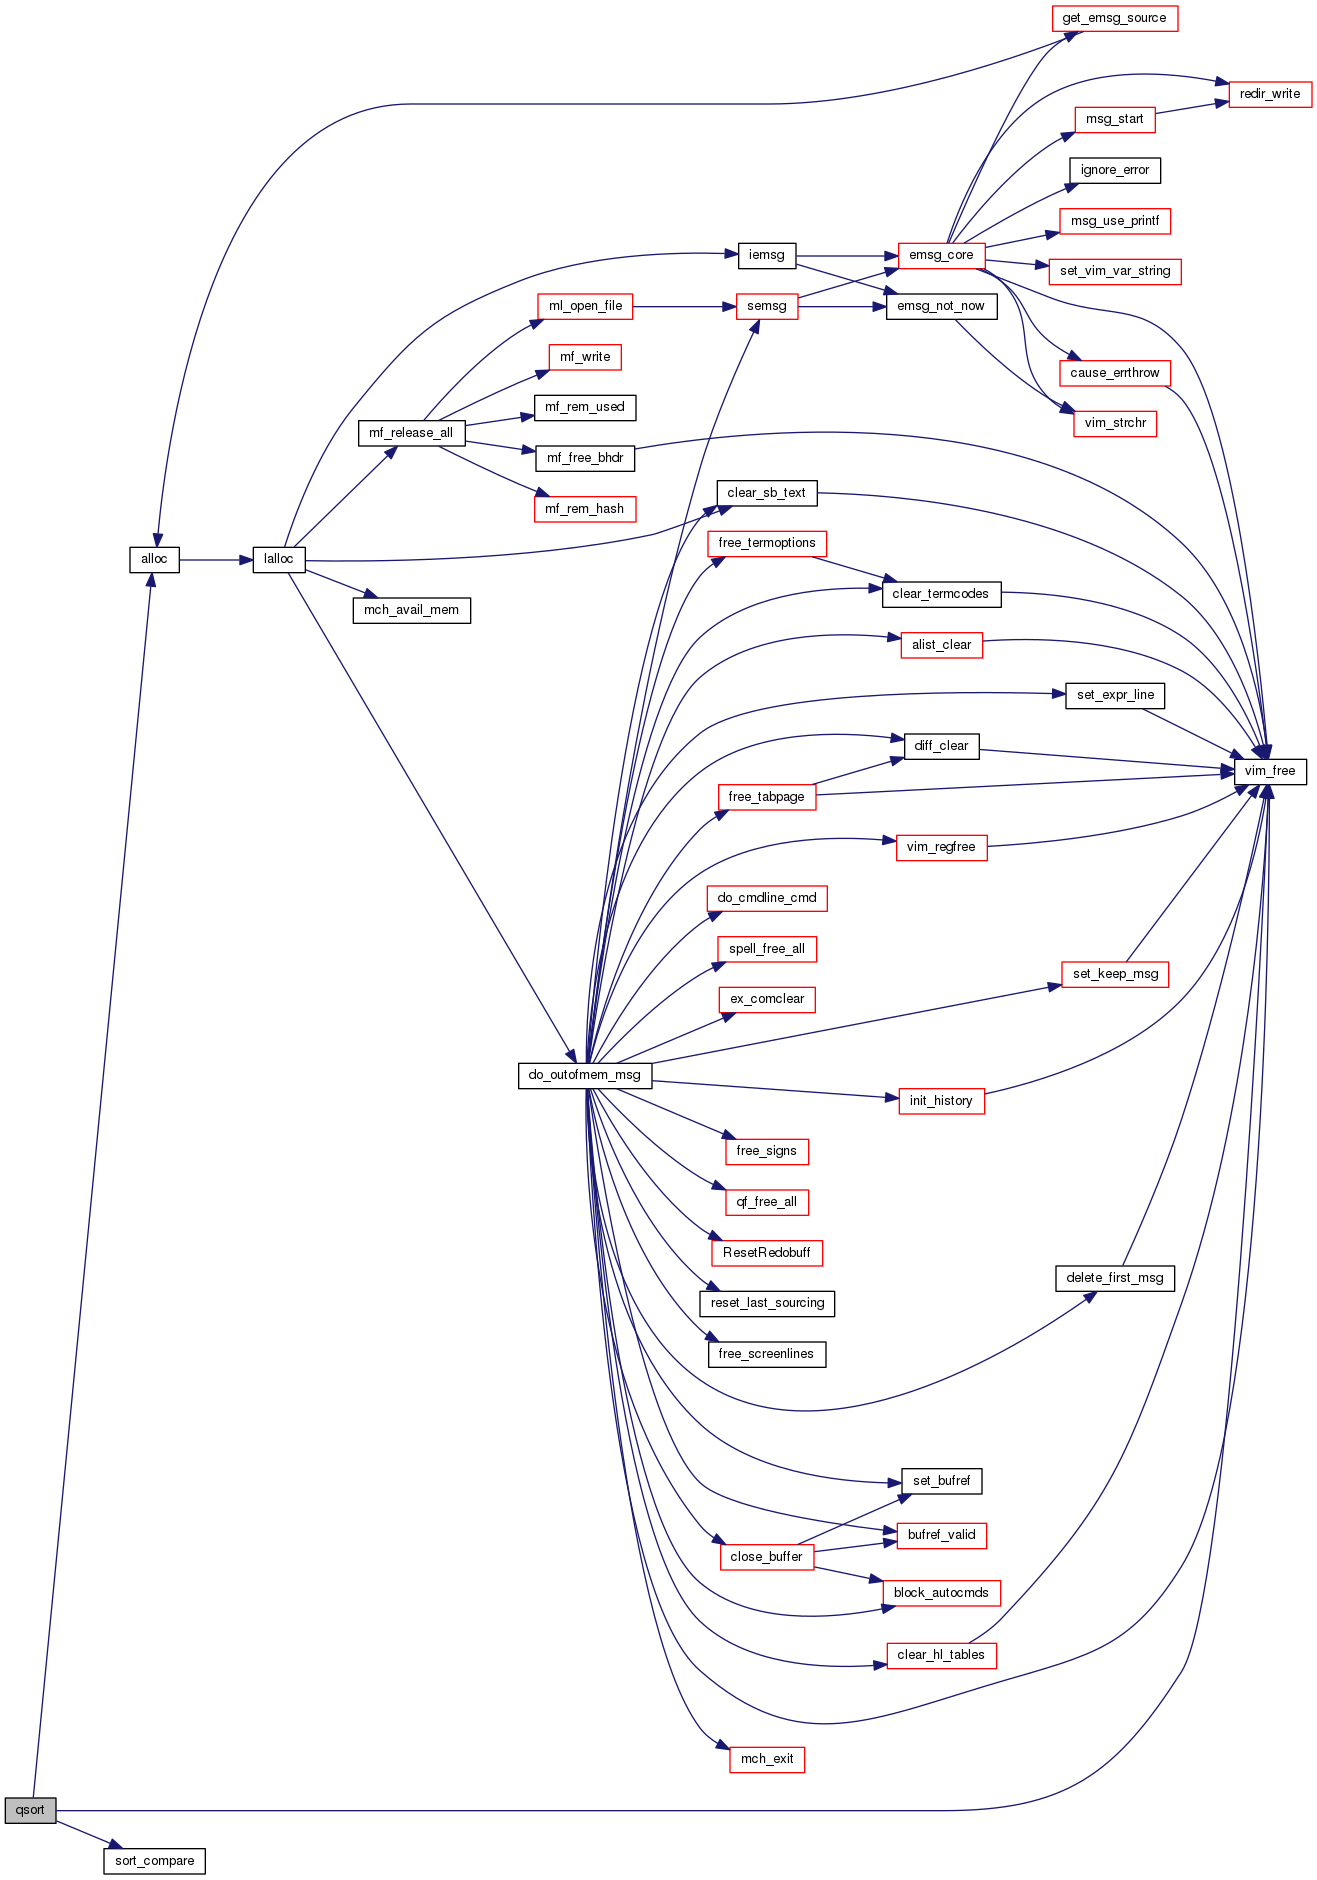 get_emsg_source
redir_write
msg_start
ignore_error
msg_use_printf
iemsg
emsg_core
set_vim_var_string
ml_open_file
semsg
emsg_not_now
mf_write
cause_errthrow
mf_rem_used
vim_strchr
mf_release_all
mf_free_bhdr
clear_sb_text
mf_rem_hash
free_termoptions
alloc
lalloc
clear_termcodes
mch_avail_mem
alist_clear
set_expr_line
diff_clear
vim_free
free_tabpage
vim_regfree
do_cmdline_cmd
spell_free_all
set_keep_msg
ex_comclear
do_outofmem_msg
init_history
free_signs
qf_free_all
ResetRedobuff
delete_first_msg
reset_last_sourcing
free_screenlines
set_bufref
bufref_valid
close_buffer
block_autocmds
clear_hl_tables
mch_exit
qsort
sort_compare